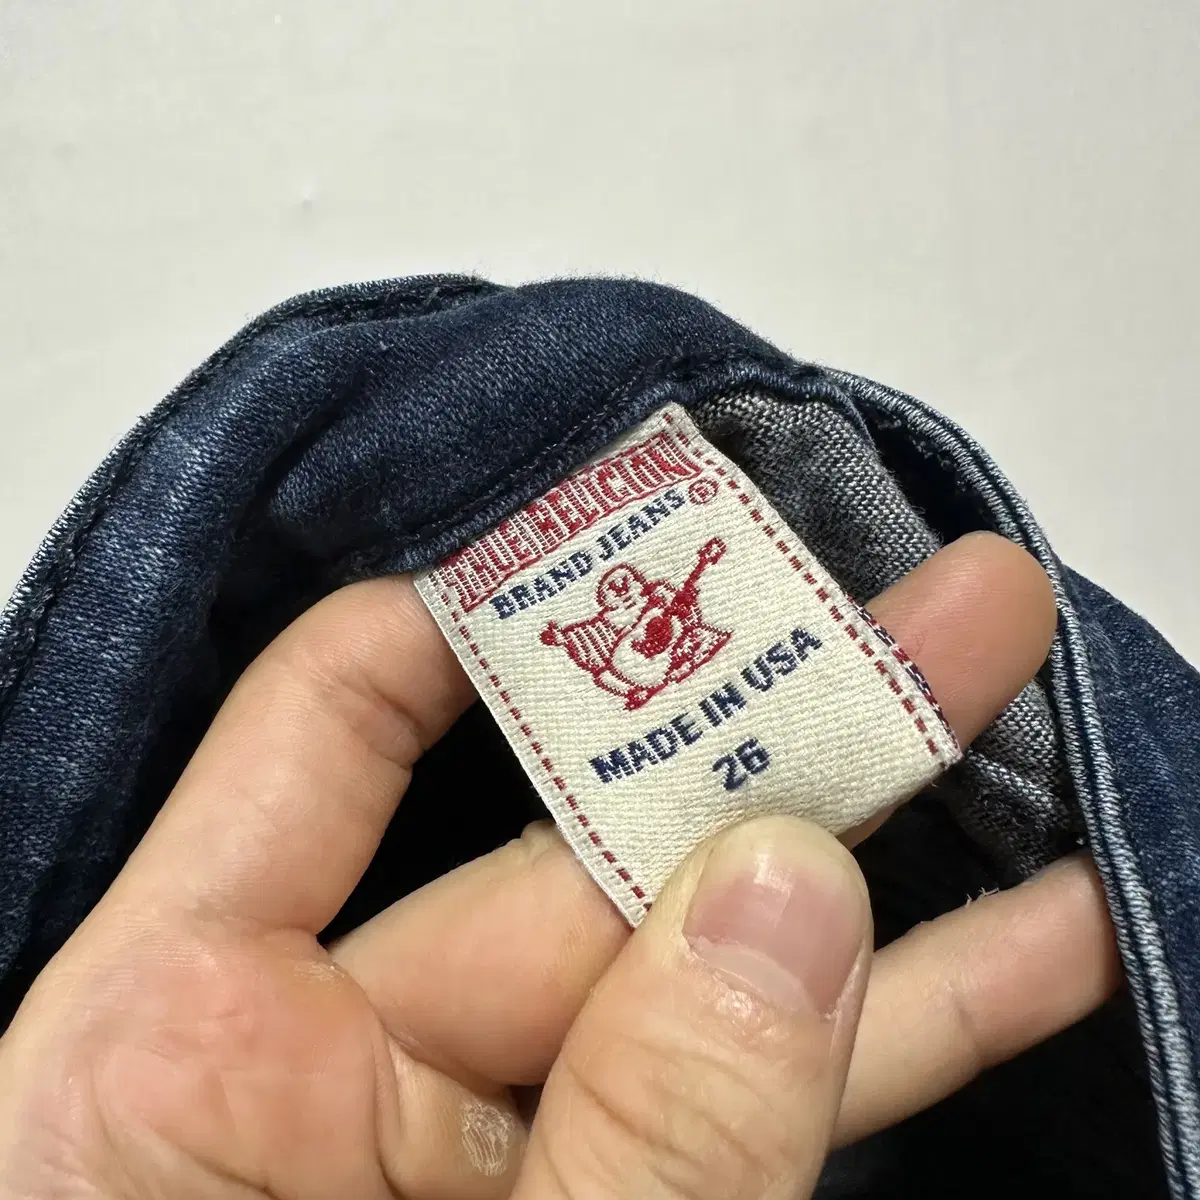 TRUE RELIGION
BRAND JEANS®
MADE IN USA
26